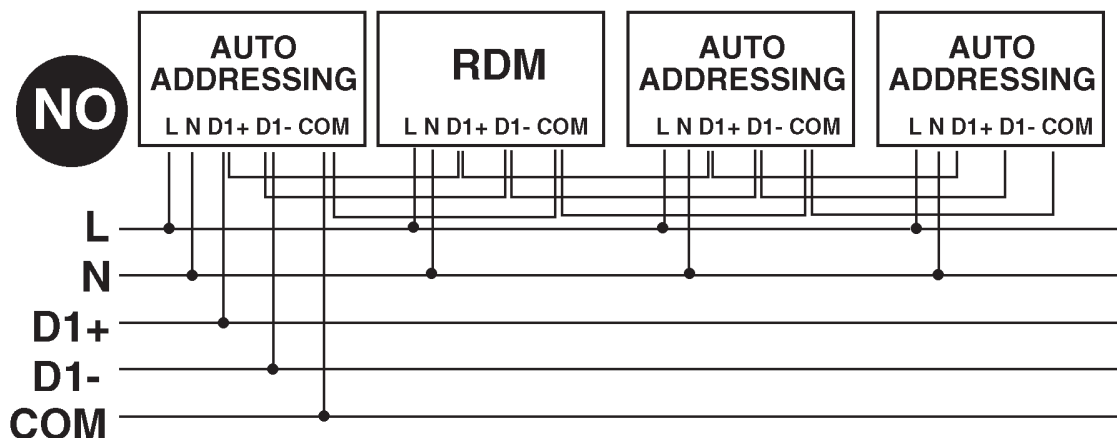 NO
AUTO
ADDRESSING
L N D1+ D1- COM
RDM
L N D1+ D1- COM
AUTO
ADDRESSING
L N D1+ D1- COM
AUTO
ADDRESSING
L N D1+ D1- COM
L
N
D1+
D1-
COM